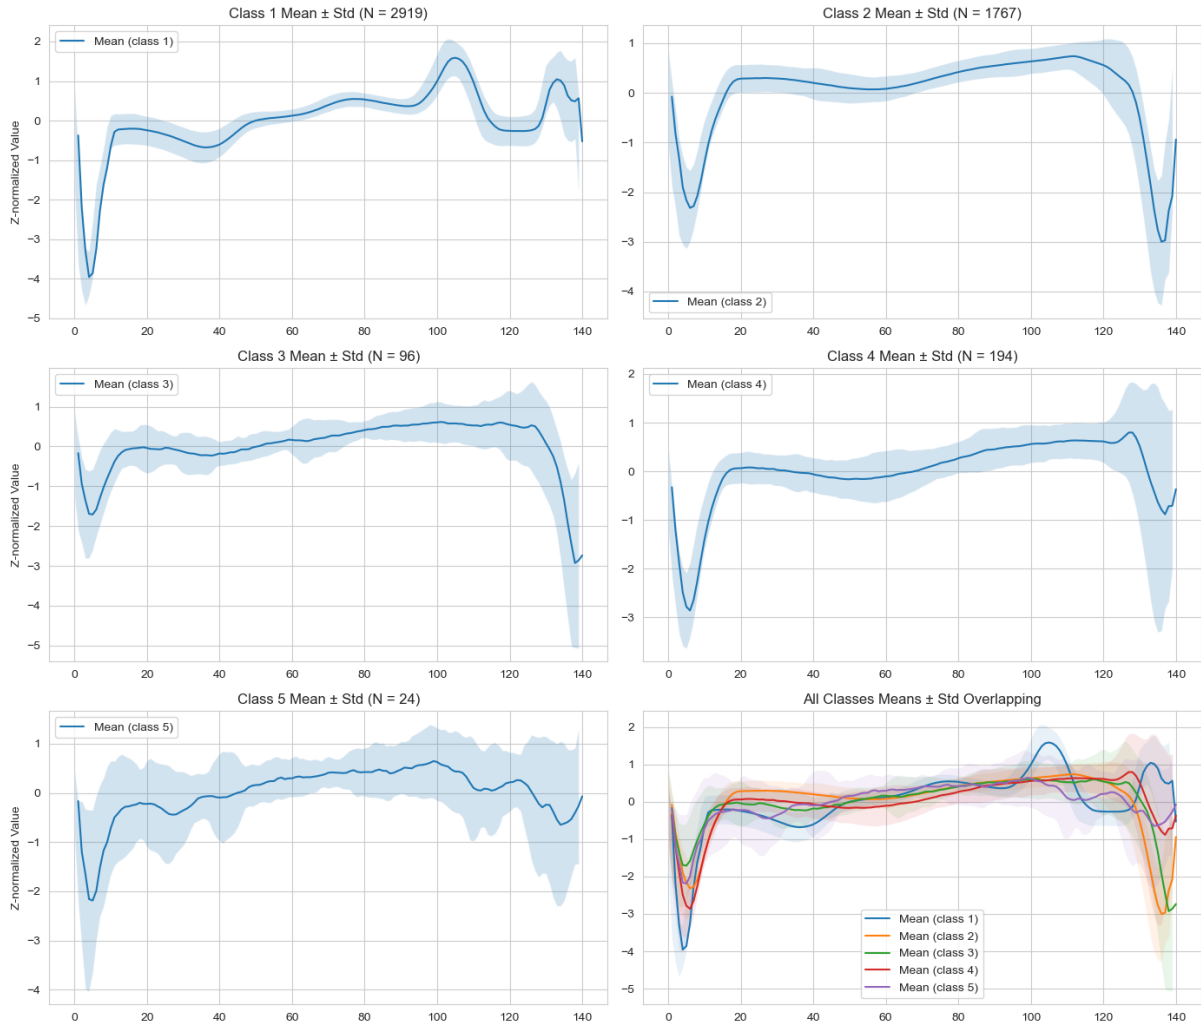 Class 1 Mean ± Std (N = 2919)
Mean (class 1)
Z-normalized Value
2
1
0
−1
−2
−3
−4
−5
0 20 40 60 80 100 120 140
Class 2 Mean ± Std (N = 1767)
Mean (class 2)
1
0
−1
−2
−3
−4
0 20 40 60 80 100 120 140
Class 3 Mean ± Std (N = 96)
Mean (class 3)
Z-normalized Value
1
0
−1
−2
−3
−4
−5
0 20 40 60 80 100 120 140
Class 4 Mean ± Std (N = 194)
Mean (class 4)
2
1
0
−1
−2
−3
0 20 40 60 80 100 120 140
Class 5 Mean ± Std (N = 24)
Mean (class 5)
Z-normalized Value
1
0
−1
−2
−3
−4
0 20 40 60 80 100 120 140
All Classes Means ± Std Overlapping
2
1
0
−1
−2
−3
−4
−5
Mean (class 1)
Mean (class 2)
Mean (class 3)
Mean (class 4)
Mean (class 5)
0 20 40 60 80 100 120 140